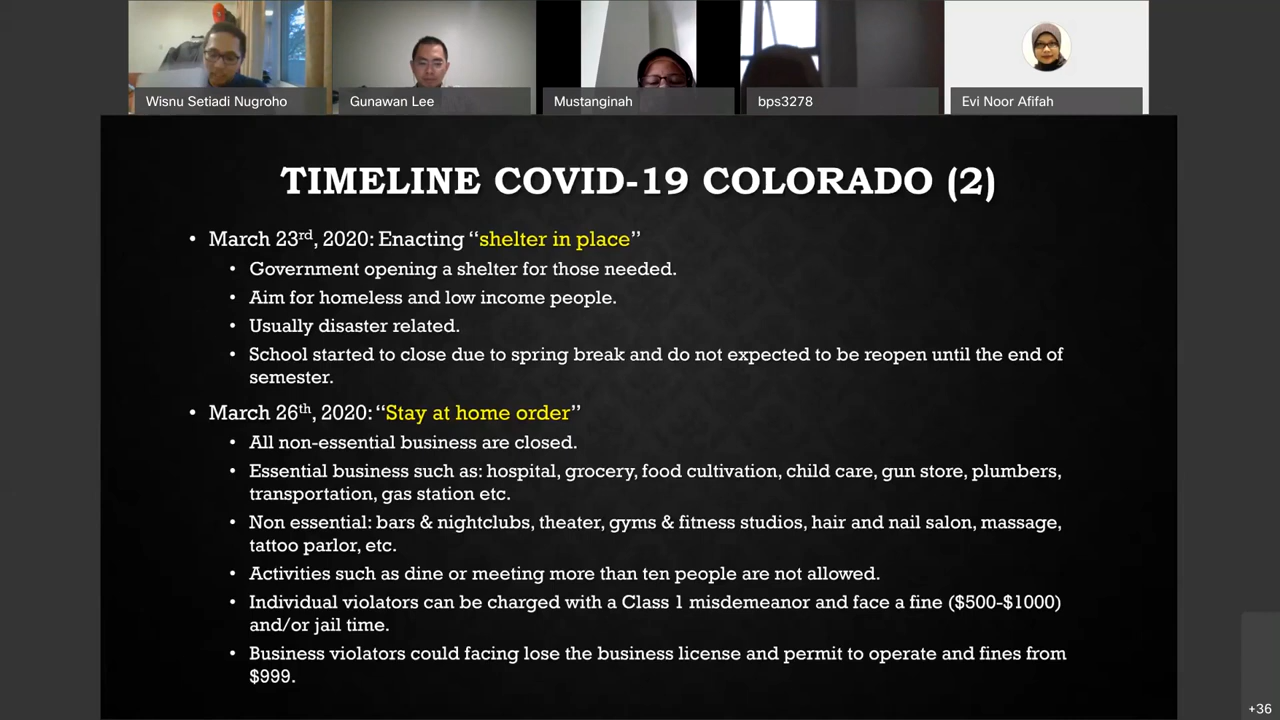 Wisnu Setiadi Nugroho
Gunawan Lee
Mustanginah
bps3278
Evi Noor Afifah
TIMELINE COVID-19 COLORADO (2)
• March 23rd, 2020: Enacting “shelter in place”
• Government opening a shelter for those needed.
• Aim for homeless and low income people.
• Usually disaster related.
• School started to close due to spring break and do not expected to be reopen until the end of
semester.
• March 26th, 2020: “Stay at home order”
• All non-essential business are closed.
• Essential business such as: hospital, grocery, food cultivation, child care, gun store, plumbers,
transportation, gas station etc.
• Non essential: bars & nightclubs, theater, gyms & fitness studios, hair and nail salon, massage,
tattoo parlor, etc.
• Activities such as dine or meeting more than ten people are not allowed.
• Individual violators can be charged with a Class 1 misdemeanor and face a fine ($500-$1000)
and/or jail time.
• Business violators could facing lose the business license and permit to operate and fines from
$999.
+36